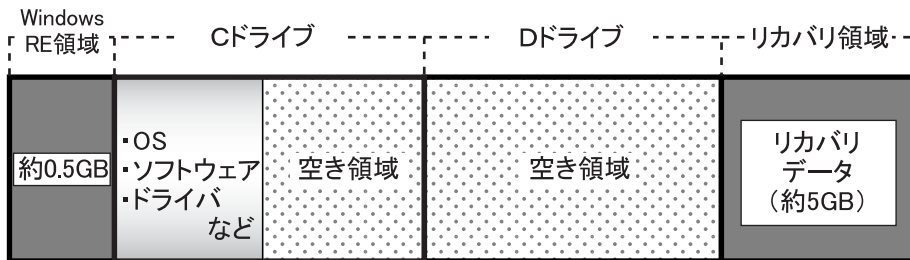 Windows
RE領域
Cドライブ
Dドライブ
リカバリ領域
約0.5GB
・OS
・ソフトウェア
・ドライバ
など
空き領域
空き領域
リカバリ
データ
(約5GB)